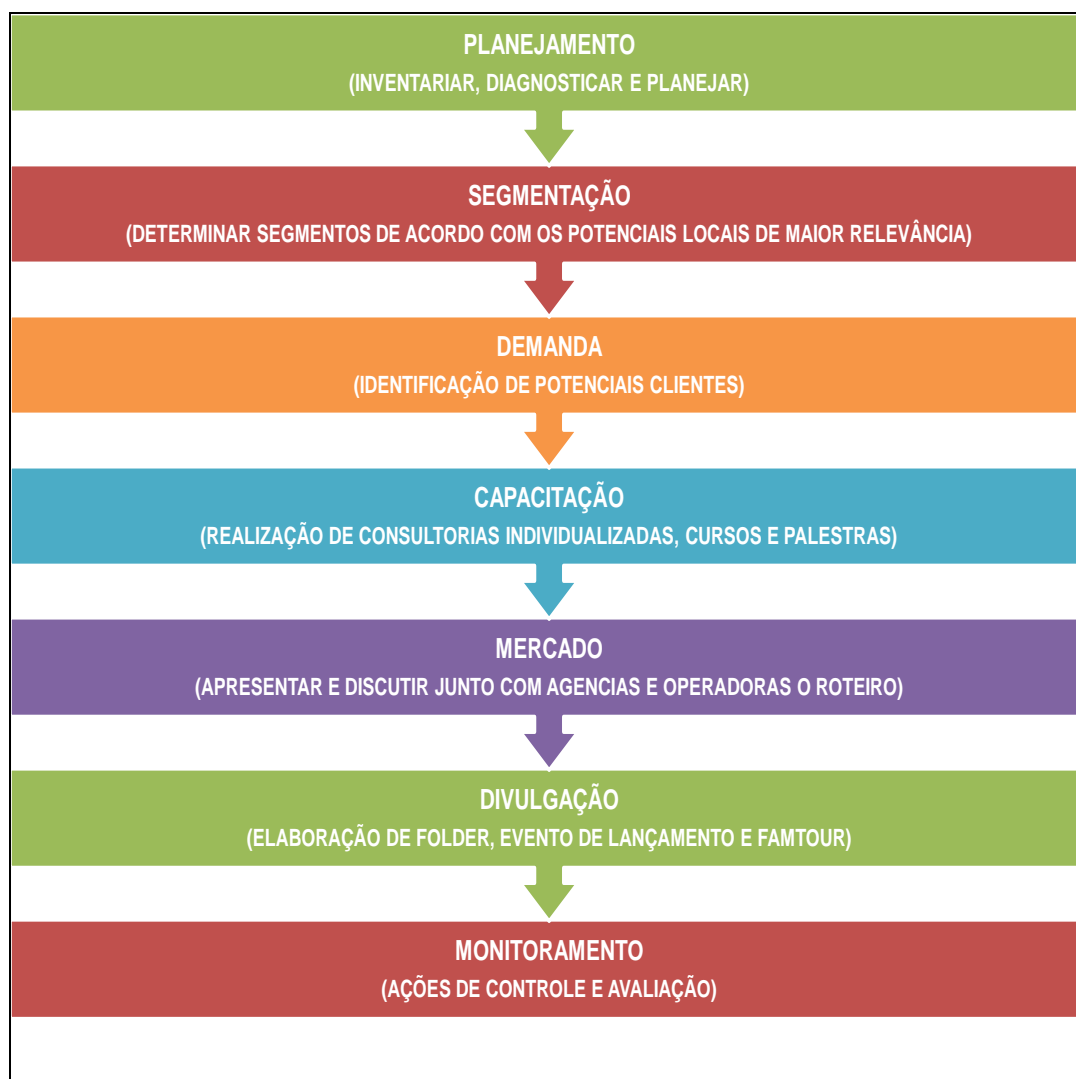 PLANEJAMENTO
(INVENTARIAR, DIAGNOSTICAR E PLANEJAR)
SEGMENTAÇÃO
(DETERMINAR SEGMENTOS DE ACORDO COM OS POTENCIAIS LOCAIS DE MAIOR RELEVÂNCIA)
DEMANDA
(IDENTIFICAÇÃO DE POTENCIAIS CLIENTES)
CAPACITAÇÃO
(REALIZAÇÃO DE CONSULTORIAS INDIVIDUALIZADAS, CURSOS E PALESTRAS)
MERCADO
(APRESENTAR E DISCUTIR JUNTO COM AGENCIAS E OPERADORAS O ROTEIRO)
DIVULGAÇÃO
(ELABORAÇÃO DE FOLDER, EVENTO DE LANÇAMENTO E FAMTOUR)
MONITORAMENTO
(AÇÕES DE CONTROLE E AVALIAÇÃO)